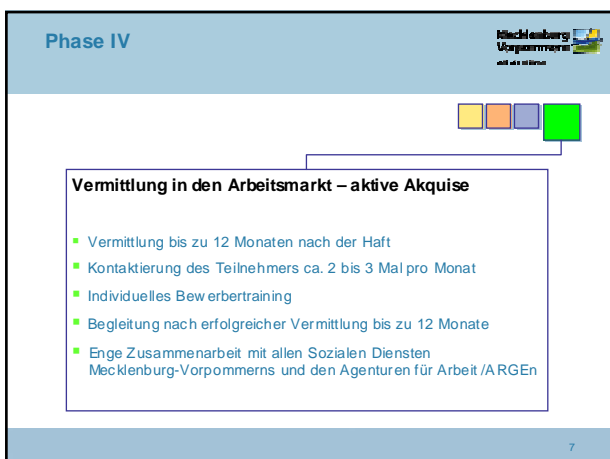 Phase IV
Mecklenburg
Vorpommern
Vermittlung in den Arbeitsmarkt – aktive Akquise
Vermittlung bis zu 12 Monaten nach der Haft
Kontaktierung des Teilnehmers ca. 2 bis 3 Mal pro Monat
Individuelles Bewerbertraining
Begleitung nach erfolgreicher Vermittlung bis zu 12 Monate
Enge Zusammenarbeit mit allen Sozialen Diensten
Mecklenburg-Vorpommerns und den Agenturen für Arbeit /ARGEn
7